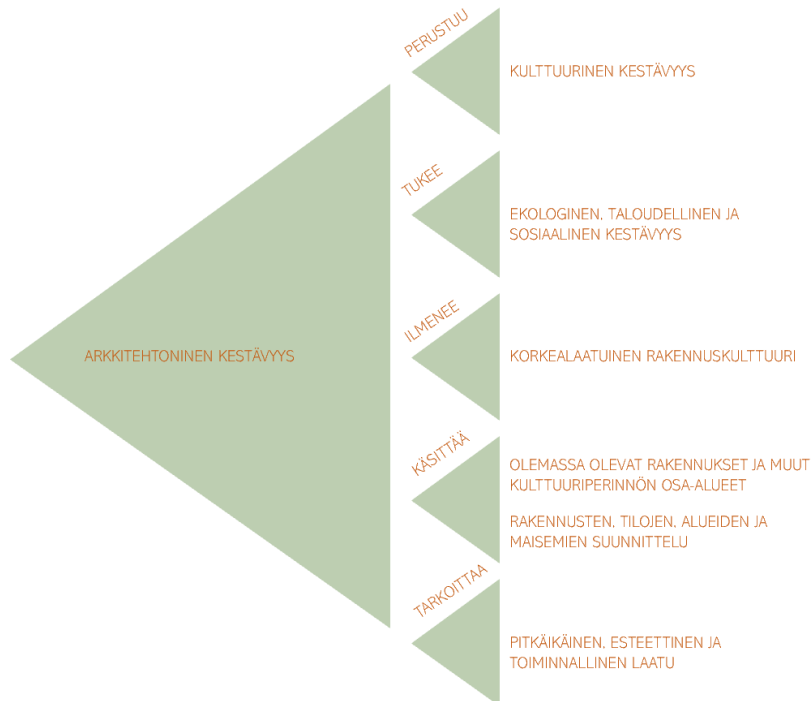 ARKKITEHTONINEN KESTÄVYYS
PERUSTUU
KULTTUURINEN KESTÄVYYS
TUKEE
EKOLOGINEN, TALOUDELLINEN JA
SOSIAALINEN KESTÄVYYS
ILMENEE
KORKEALAATUINEN RAKENNUSKULTTUURI
KÄSITTÄÄ
OLEMASSA OLEVAT RAKENNUKSET JA MUUT
KULTTUURIPERINNÖN OSA-ALUEET
RAKENNUSTEN, TILOJEN, ALUEIDEN JA
MAISEMIEN SUUNNITTELU
TARKOITTAA
PITKÄIKÄINEN, ESTEETTINEN JA
TOIMINNALLINEN LAATU